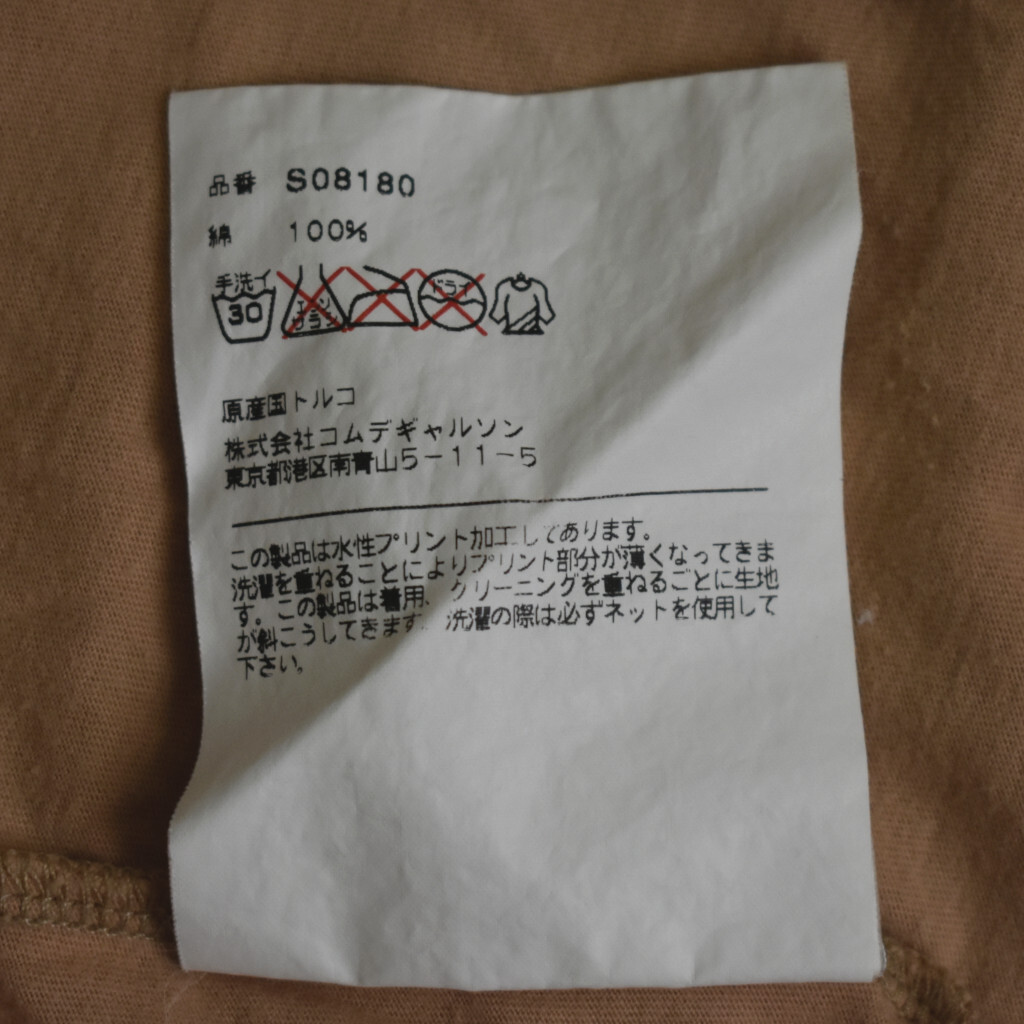 品番 S08180
綿 100%
手洗イ
30 エンソ サラシ ドライ
原産国トルコ
株式会社コムデギャルソン
東京都港区南青山5-11-5
この製品は水性プリント加工してあります。
洗濯を重ねることによりプリント部分が薄くなってきま
す。この製品は着用、クリーニングを重ねるごとに生地
が斜こうしてきます。洗濯の際は必ずネットを使用して
下さい。